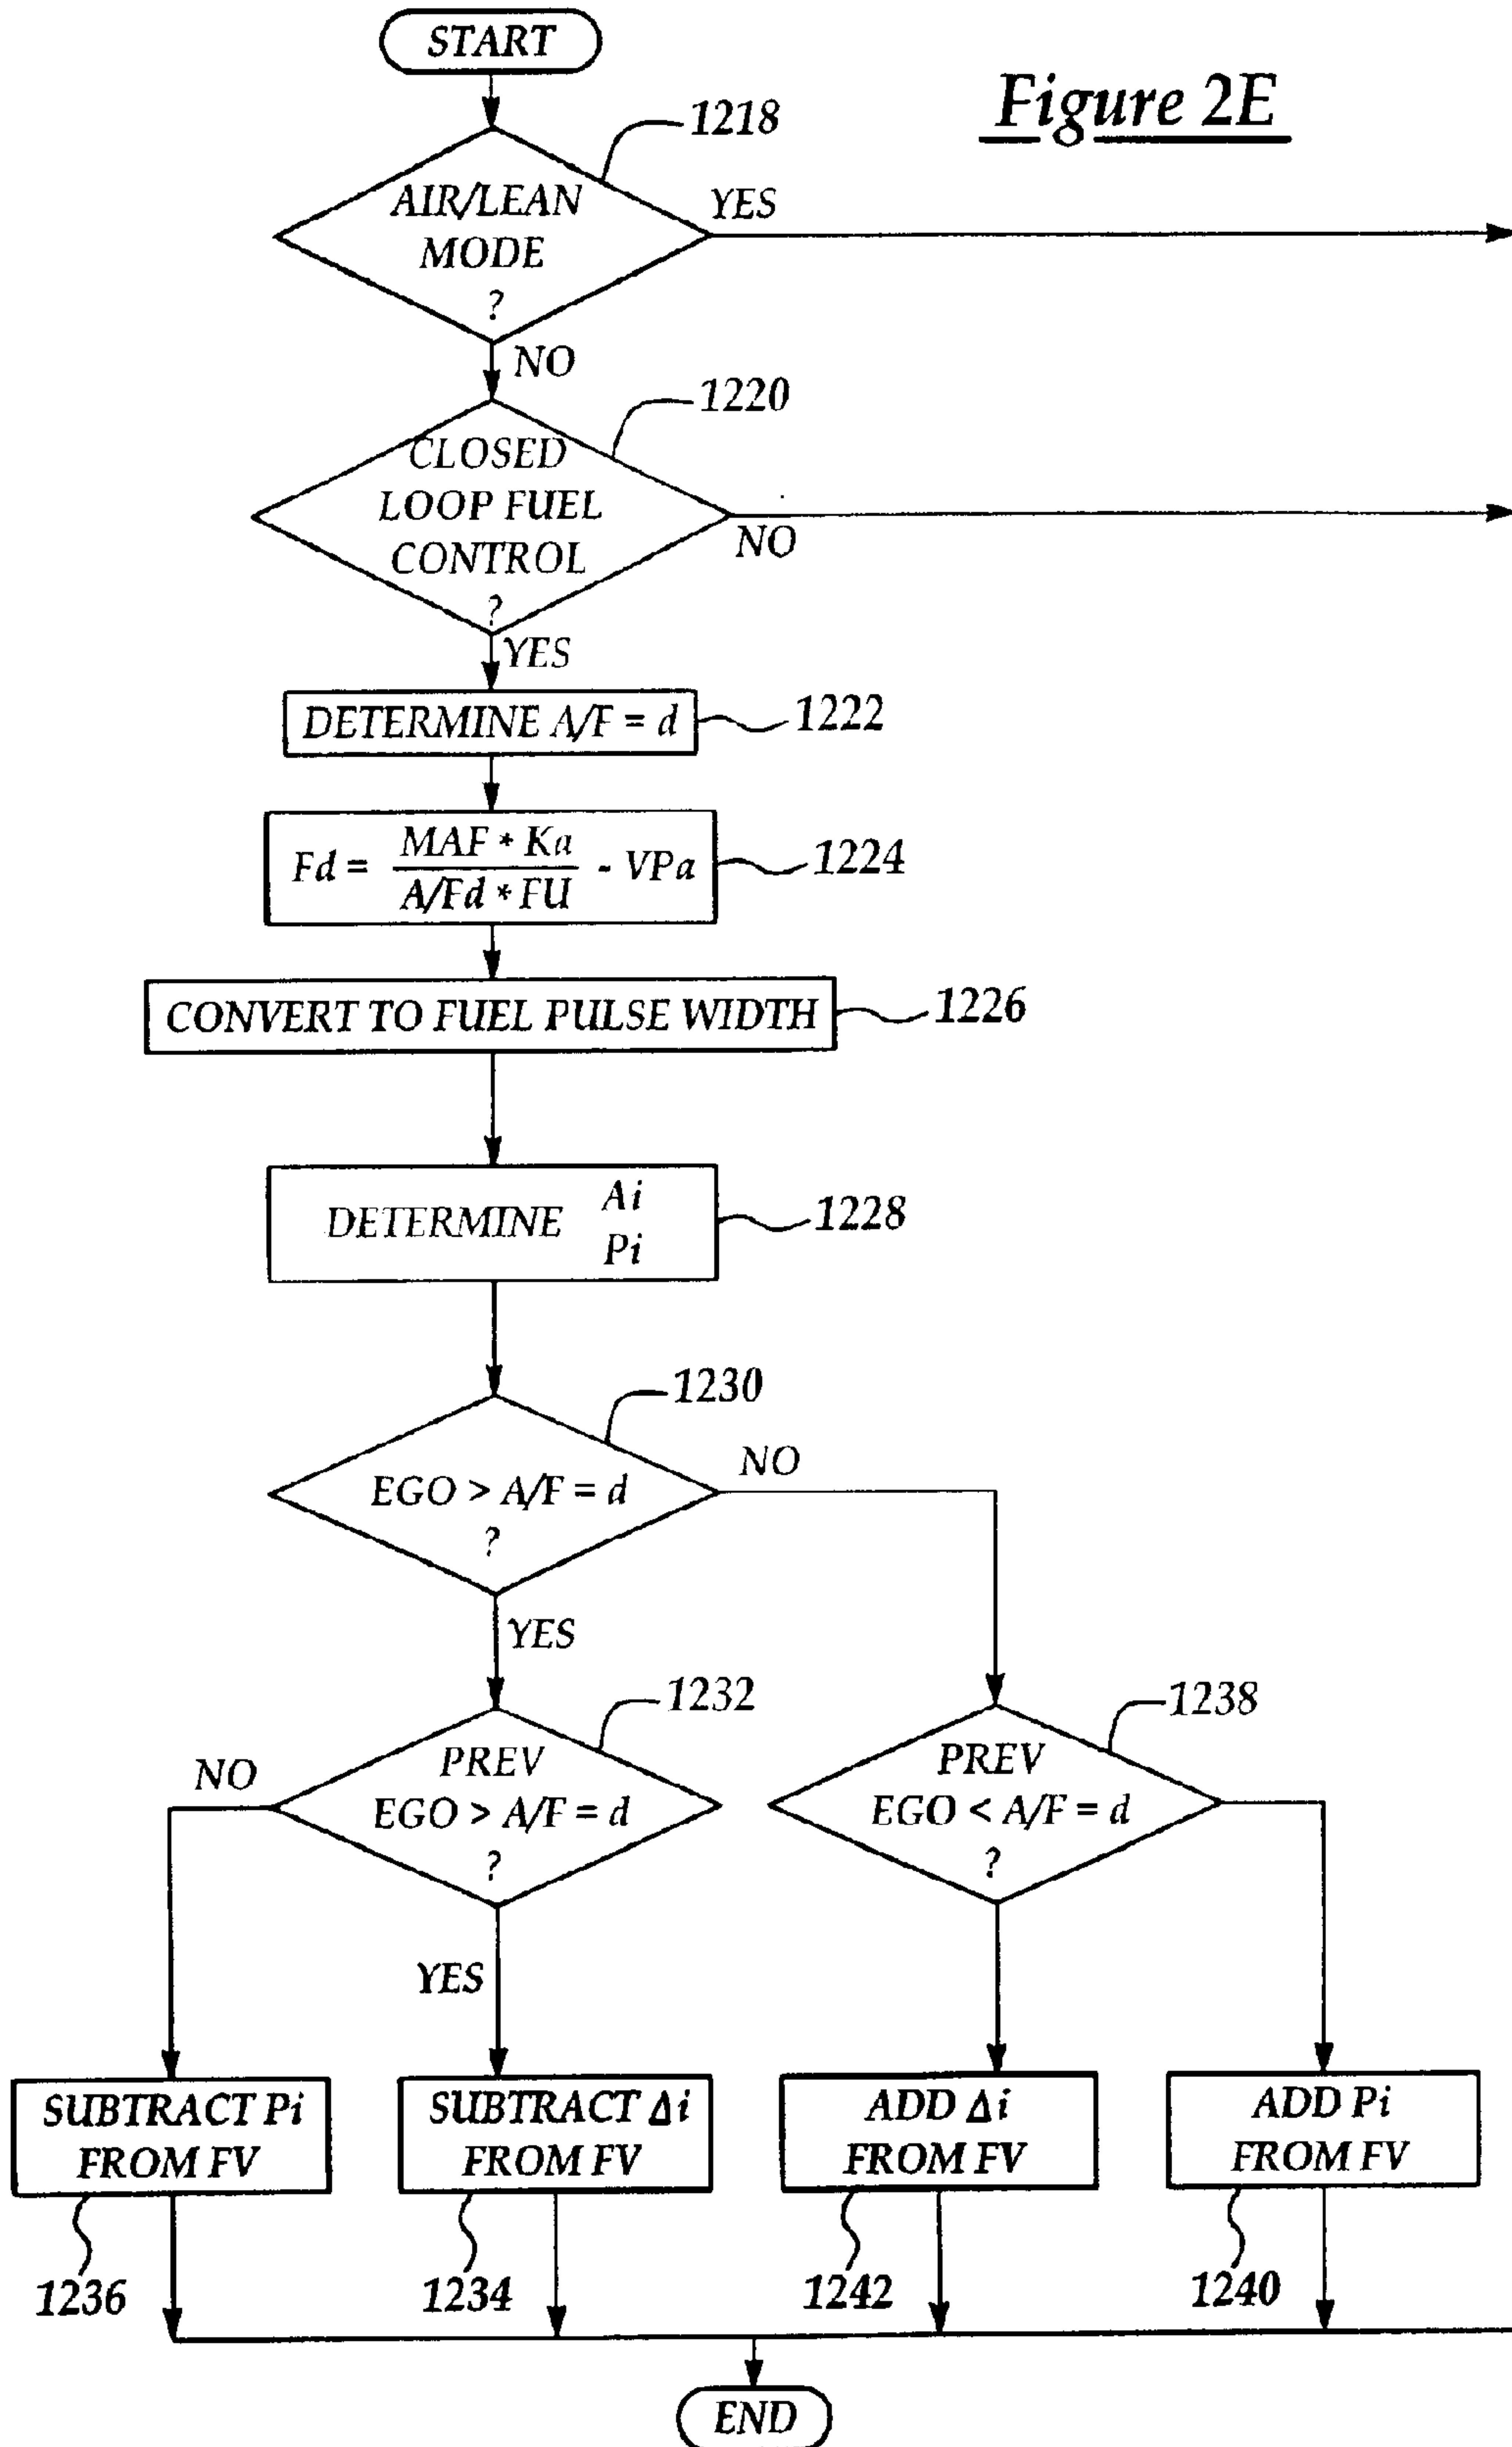 START
Figure 2E
1218
AIR/LEAN
MODE
?
YES
NO
1220
CLOSED
LOOP FUEL
CONTROL
?
NO
YES
DETERMINE A/F = d
1222
Fd = MAF * Ka / A/Fd * FU - VPa
1224
CONVERT TO FUEL PULSE WIDTH
1226
DETERMINE Ai
Pi
1228
1230
EGO > A/F = d
?
NO
YES
1232
PREV
EGO > A/F = d
?
NO
YES
1238
PREV
EGO < A/F = d
?
SUBTRACT Pi
FROM FV
SUBTRACT Δi
FROM FV
ADD Δi
FROM FV
ADD Pi
FROM FV
1236
1234
1242
1240
END